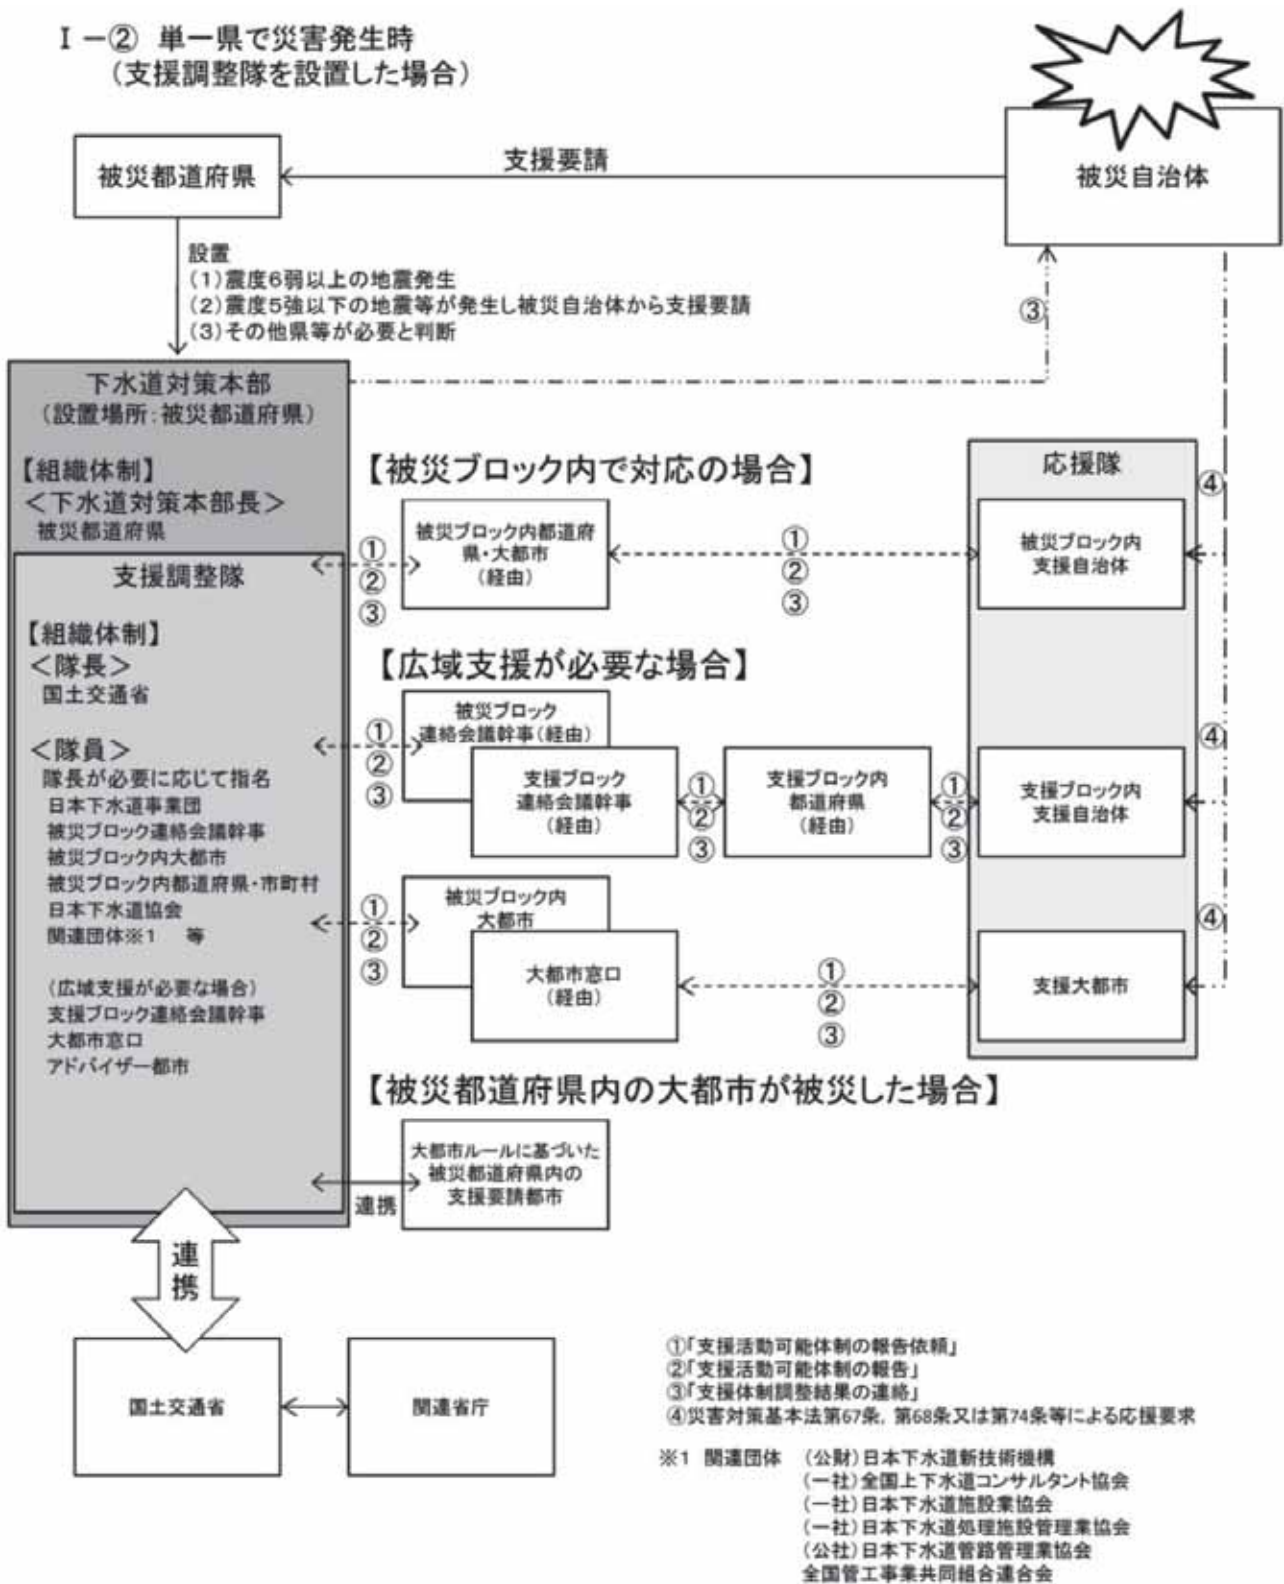 Ⅰ－② 単一県で災害発生時
(支援調整隊を設置した場合)
被災都道府県
支援要請
被災自治体
設置
(1)震度6弱以上の地震発生
(2)震度5強以下の地震等が発生し被災自治体から支援要請
(3)その他県等が必要と判断
③
下水道対策本部
(設置場所:被災都道府県)
【組織体制】
＜下水道対策本部長＞
被災都道府県
支援調整隊
【組織体制】
＜隊長＞
国土交通省
＜隊員＞
隊長が必要に応じて指名
日本下水道事業団
被災ブロック連絡会議幹事
被災ブロック内大都市
被災ブロック内都道府県・市町村
日本下水道協会
関連団体※1 等
(広域支援が必要な場合)
支援ブロック連絡会議幹事
大都市窓口
アドバイザー都市
【被災ブロック内で対応の場合】
①
②
③
被災ブロック内都道府
県・大都市
(経由)
①
②
③
応援隊
被災ブロック内
支援自治体
④
【広域支援が必要な場合】
①
②
③
被災ブロック
連絡会議幹事(経由)
支援ブロック
連絡会議幹事
(経由)
①
②
③
支援ブロック内
都道府県
(経由)
①
②
③
支援ブロック内
支援自治体
④
①
②
③
被災ブロック内
大都市
大都市窓口
(経由)
①
②
③
支援大都市
④
【被災都道府県内の大都市が被災した場合】
連携
大都市ルールに基づいた
被災都道府県内の
支援要請都市
連携
国土交通省
関連省庁
①「支援活動可能体制の報告依頼」
②「支援活動可能体制の報告」
③「支援体制調整結果の連絡」
④災害対策基本法第67条, 第68条又は第74条等による応援要求
※1 関連団体 (公財)日本下水道新技術機構
(一社)全国上下水道コンサルタント協会
(一社)日本下水道施設業協会
(一社)日本下水道処理施設管理業協会
(公社)日本下水道管路管理業協会
全国管工事業共同組合連合会